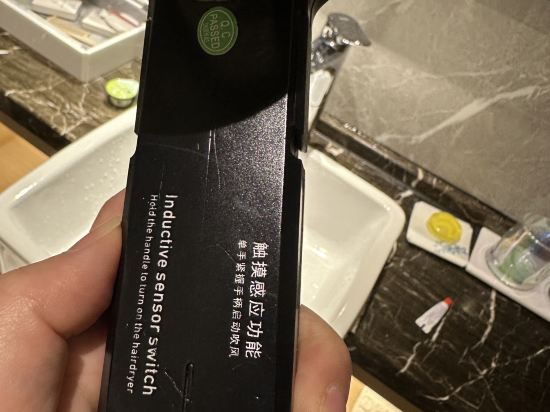 Q.C
PASSED
触摸感应功能
单手紧握手柄启动吹风
Inductive sensor switch
Hold the handle to turn on the hairdryer